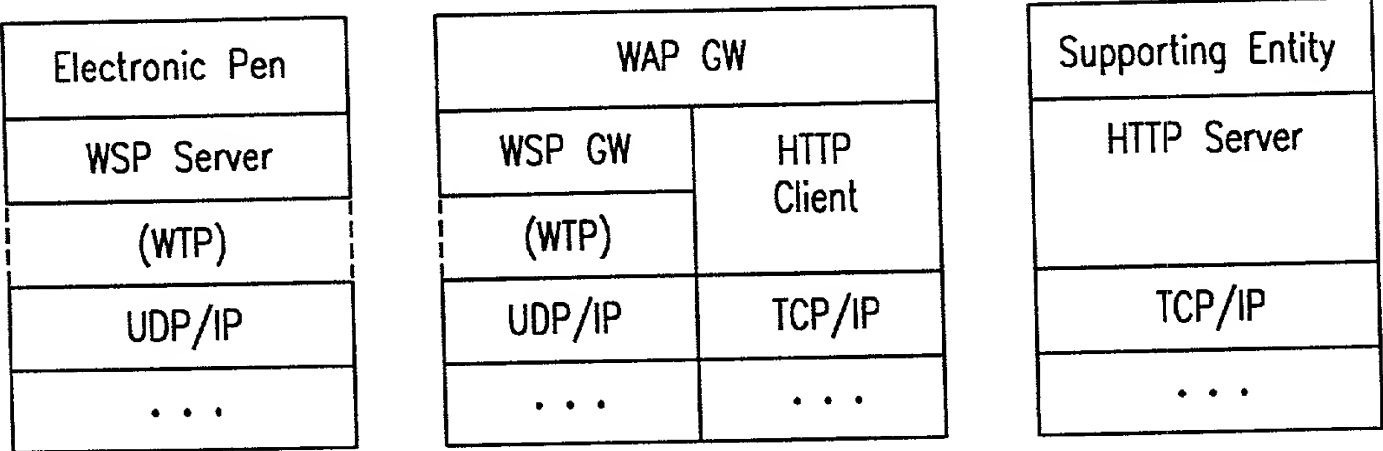 Electronic Pen
WSP Server
(WTP)
UDP/IP
. . .
WAP GW
WSP GW
(WTP)
UDP/IP
. . .
HTTP
Client
TCP/IP
. . .
Supporting Entity
HTTP Server
TCP/IP
. . .